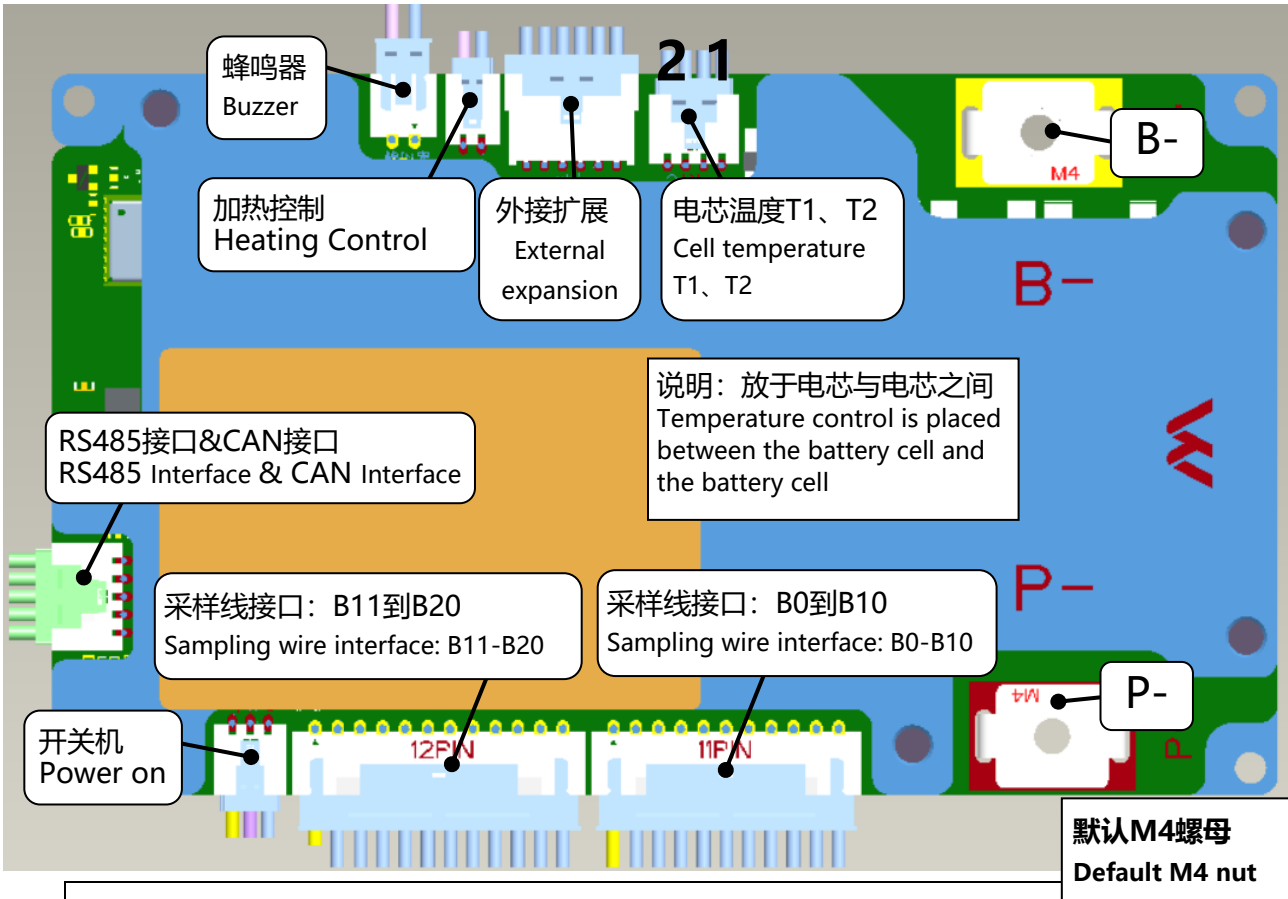 2 1
蜂鸣器
Buzzer
B-
M4
加热控制
Heating Control
外接扩展
External
expansion
电芯温度T1、T2
Cell temperature
T1、T2
B-
说明：放于电芯与电芯之间
Temperature control is placed
between the battery cell and
the battery cell
RS485接口&CAN接口
RS485 Interface & CAN Interface
P-
采样线接口：B11到B20
Sampling wire interface: B11-B20
采样线接口：B0到B10
Sampling wire interface: B0-B10
P-
M4
P
开关机
Power on
12PIN
11PIN
默认M4螺母
Default M4 nut